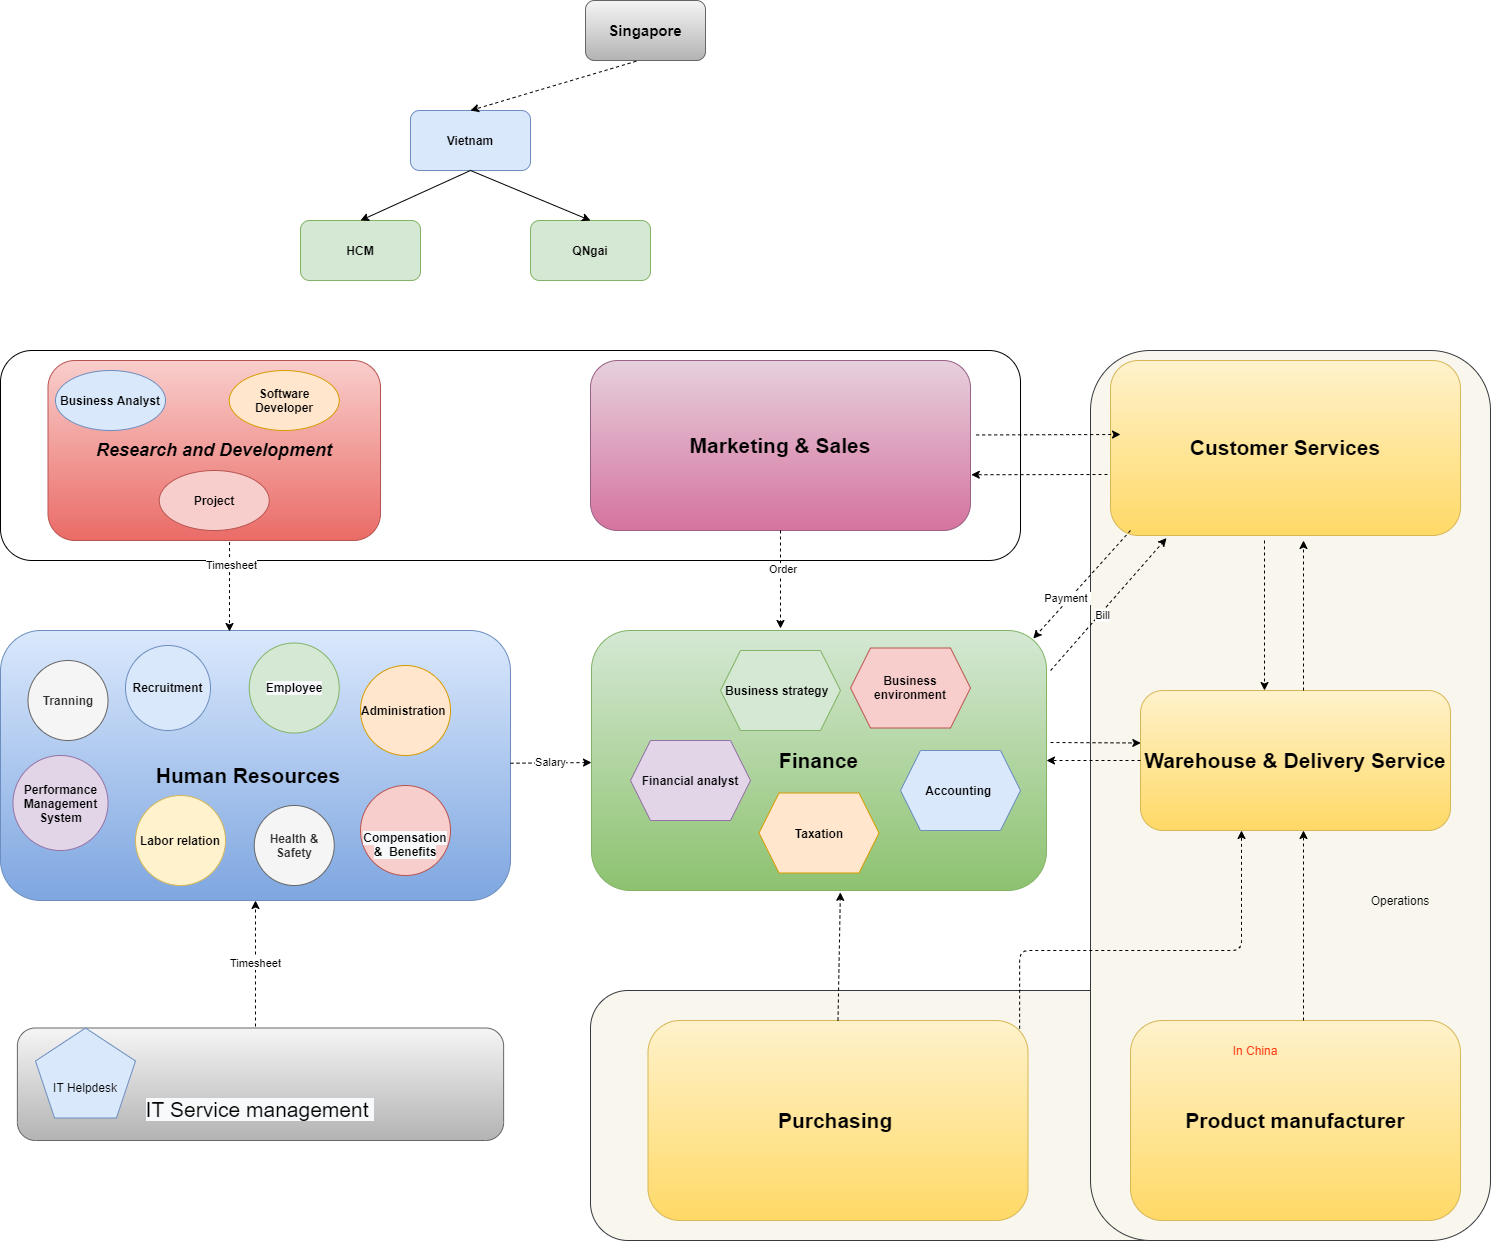 Singapore
Vietnam
HCM
QNgai
Business Analyst
Software
Developer
Research and Development
Project
Marketing & Sales
Customer Services
Timesheet
Order
Payment
Bill
Tranning
Recruitment
Employee
Administration
Human Resources
Performance
Management
System
Labor relation
Health &
Safety
Compensation
& Benefits
Salary
Business strategy
Business
environment
Finance
Financial analyst
Accounting
Taxation
Warehouse & Delivery Service
Operations
Timesheet
IT Helpdesk
IT Service management
Purchasing
In China
Product manufacturer